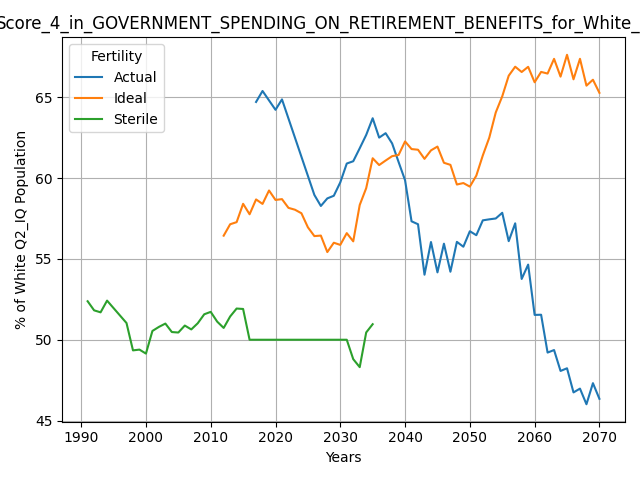 Score_4_in_GOVERNMENT_SPENDING_ON_RETIREMENT_BENEFITS_for_White_
Fertility
Actual
Ideal
Sterile
% of White Q2_IQ Population
65
60
55
50
45
1990 2000 2010 2020 2030 2040 2050 2060 2070
Years